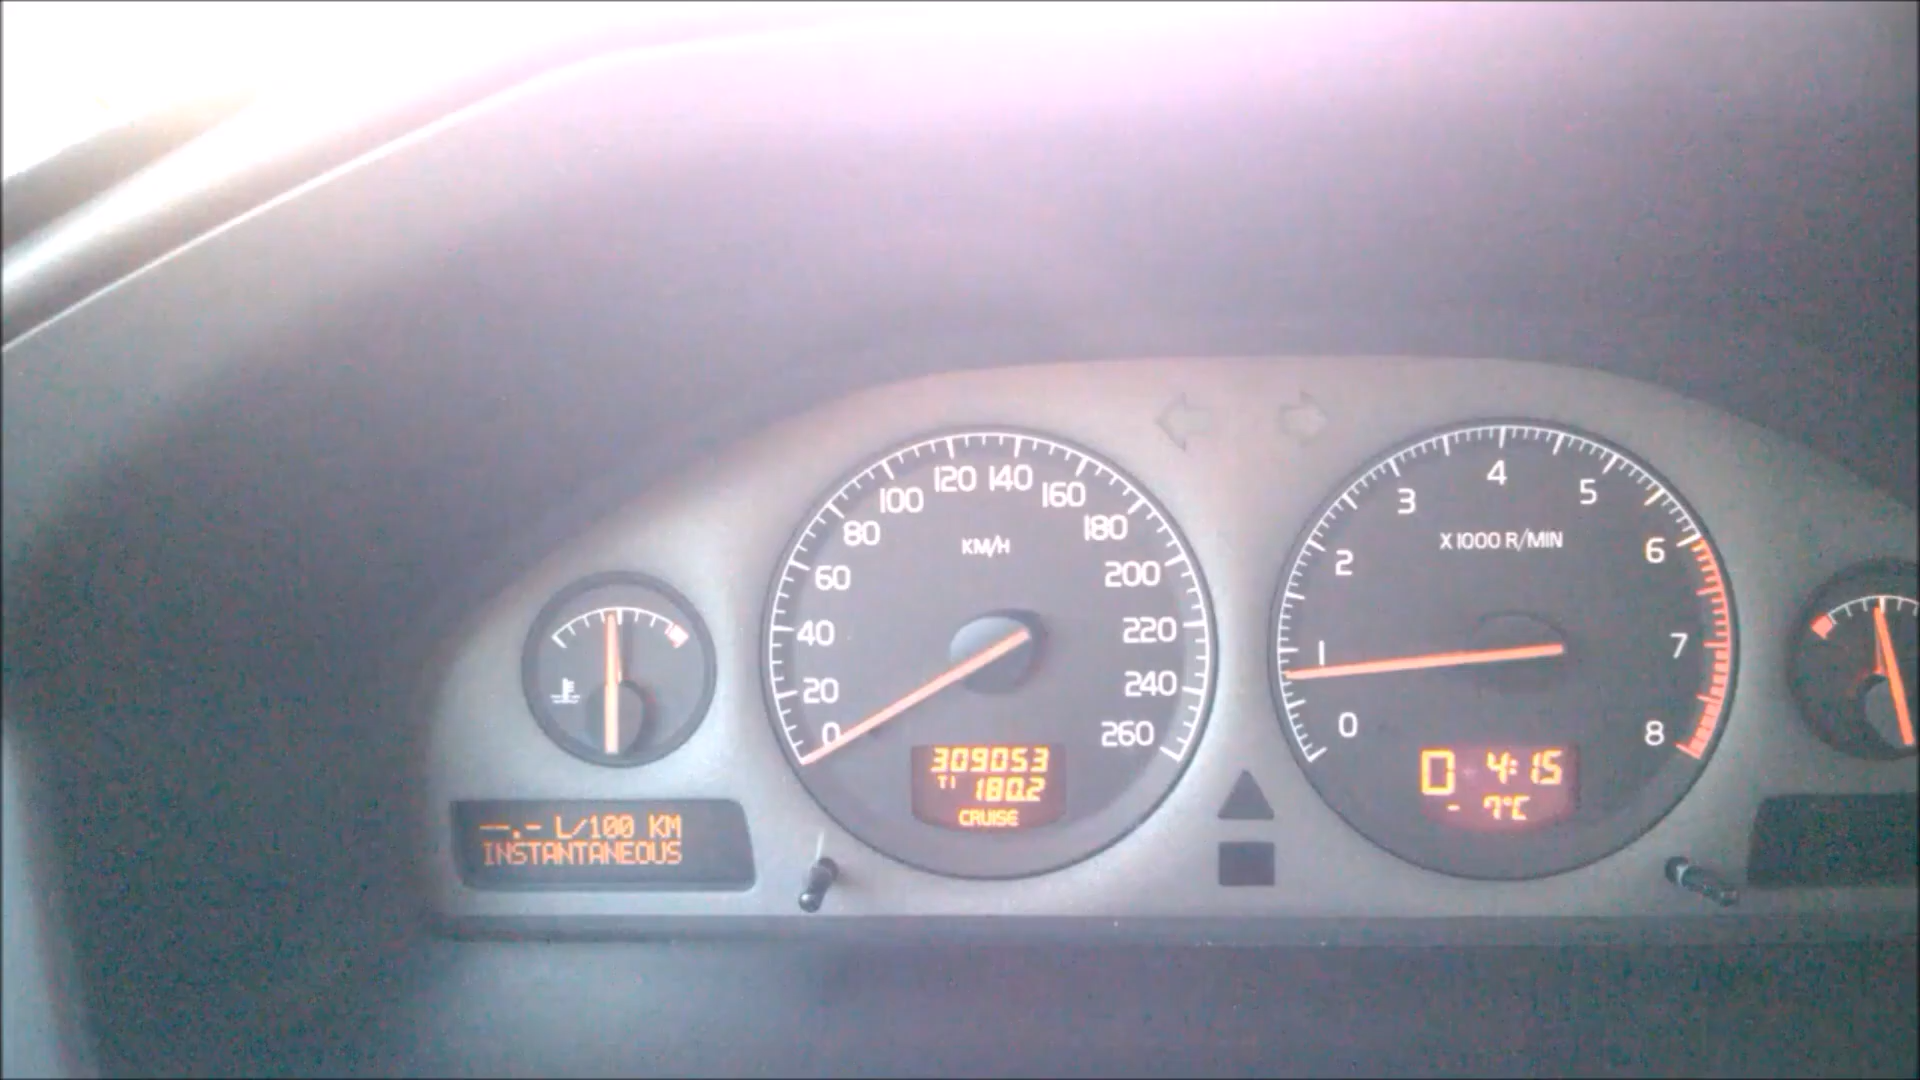 120 140
100 160
80 180
KM/H
60 200
40 220
20 240
0 260
309053
T1 180.2
CRUISE
--.- L/100 KM
INSTANTANEOUS
4
3 5
X 1000 R/MIN
2 6
1 7
0 8
0 4:15
- 7°C